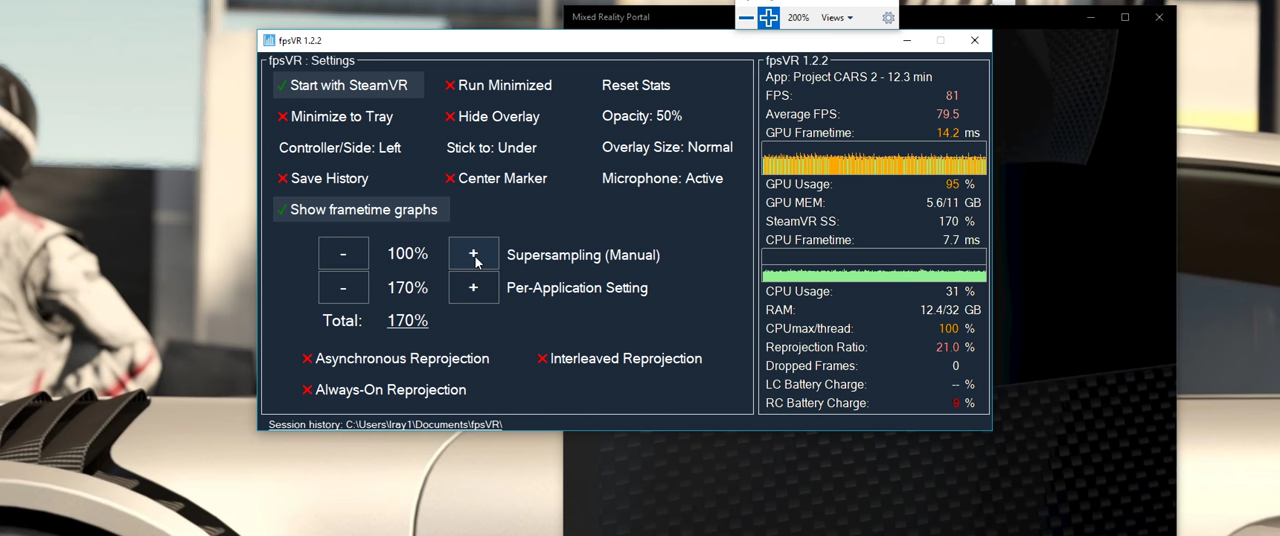 Mixed Reality Portal
200% Views
fpsVR 1.2.2
fpsVR : Settings
Start with SteamVR Run Minimized Reset Stats
Minimize to Tray Hide Overlay Opacity: 50%
Controller/Side: Left Stick to: Under Overlay Size: Normal
Save History Center Marker Microphone: Active
Show frametime graphs
- 100% + Supersampling (Manual)
- 170% + Per-Application Setting
Total: 170%
Asynchronous Reprojection Interleaved Reprojection
Always-On Reprojection
Session history: C:\Users\lray1\Documents\fpsVR\
fpsVR 1.2.2
App: Project CARS 2 - 12.3 min
FPS: 81
Average FPS: 79.5
GPU Frametime: 14.2 ms
GPU Usage: 95 %
GPU MEM: 5.6/11 GB
SteamVR SS: 170 %
CPU Frametime: 7.7 ms
CPU Usage: 31 %
RAM: 12.4/32 GB
CPUmax/thread: 100 %
Reprojection Ratio: 21.0 %
Dropped Frames: 0
LC Battery Charge: -- %
RC Battery Charge: 9 %